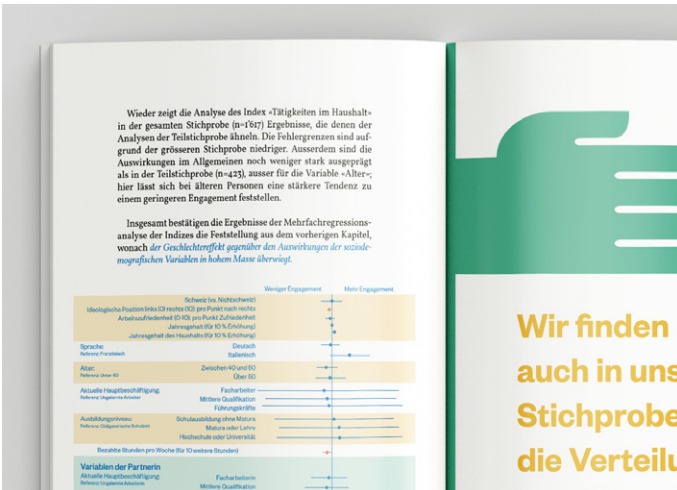 Wieder zeigt die Analyse des Index «Tätigkeiten im Haushalt»
in der gesamten Stichprobe (n=1'617) Ergebnisse, die denen der
Analysen der Teilstichprobe ähneln. Die Fehlergrenzen sind auf-
grund der grösseren Stichprobe niedriger. Ausserdem sind die
Auswirkungen im Allgemeinen noch weniger stark ausgeprägt
als in der Teilstichprobe (n=423), ausser für die Variable «Alter»;
hier lässt sich bei älteren Personen eine stärkere Tendenz zu
einem geringeren Engagement feststellen.
Insgesamt bestätigen die Ergebnisse der Mehrfachregressions-
analyse der Indizes die Feststellung aus dem vorherigen Kapitel,
wonach der Geschlechtereffekt gegenüber den Auswirkungen der soziode-
mografischen Variablen in hohem Masse überwiegt.
Weniger Engagement Mehr Engagement
Schweiz (vs. Nichtschweiz)
Ideologische Position links (0) rechts (10): pro Punkt nach rechts
Arbeitszufriedenheit (0-10): pro Punkt Zufriedenheit
Jahresgehalt (für 10 % Erhöhung)
Jahresgehalt des Haushalts (für 10 % Erhöhung)
Sprache: Deutsch
Referenz: Französisch Italienisch
Alter: Zwischen 40 und 60
Referenz: Unter 40 Über 60
Aktuelle Hauptbeschäftigung: Facharbeiter
Referenz: Ungelernte Arbeiter Mittlere Qualifikation
Führungskräfte
Ausbildungsniveau: Schulausbildung ohne Matura
Referenz: Obligatorische Schulzeit Matura oder Lehre
Hochschule oder Universität
Bezahlte Stunden pro Woche (für 10 weitere Stunden)
Variablen der Partnerin
Aktuelle Hauptbeschäftigung: Facharbeiterin
Referenz: Ungelernte Arbeiterin Mittlere Qualifikation
Wir finden
auch in uns
Stichprobe
die Verteilu